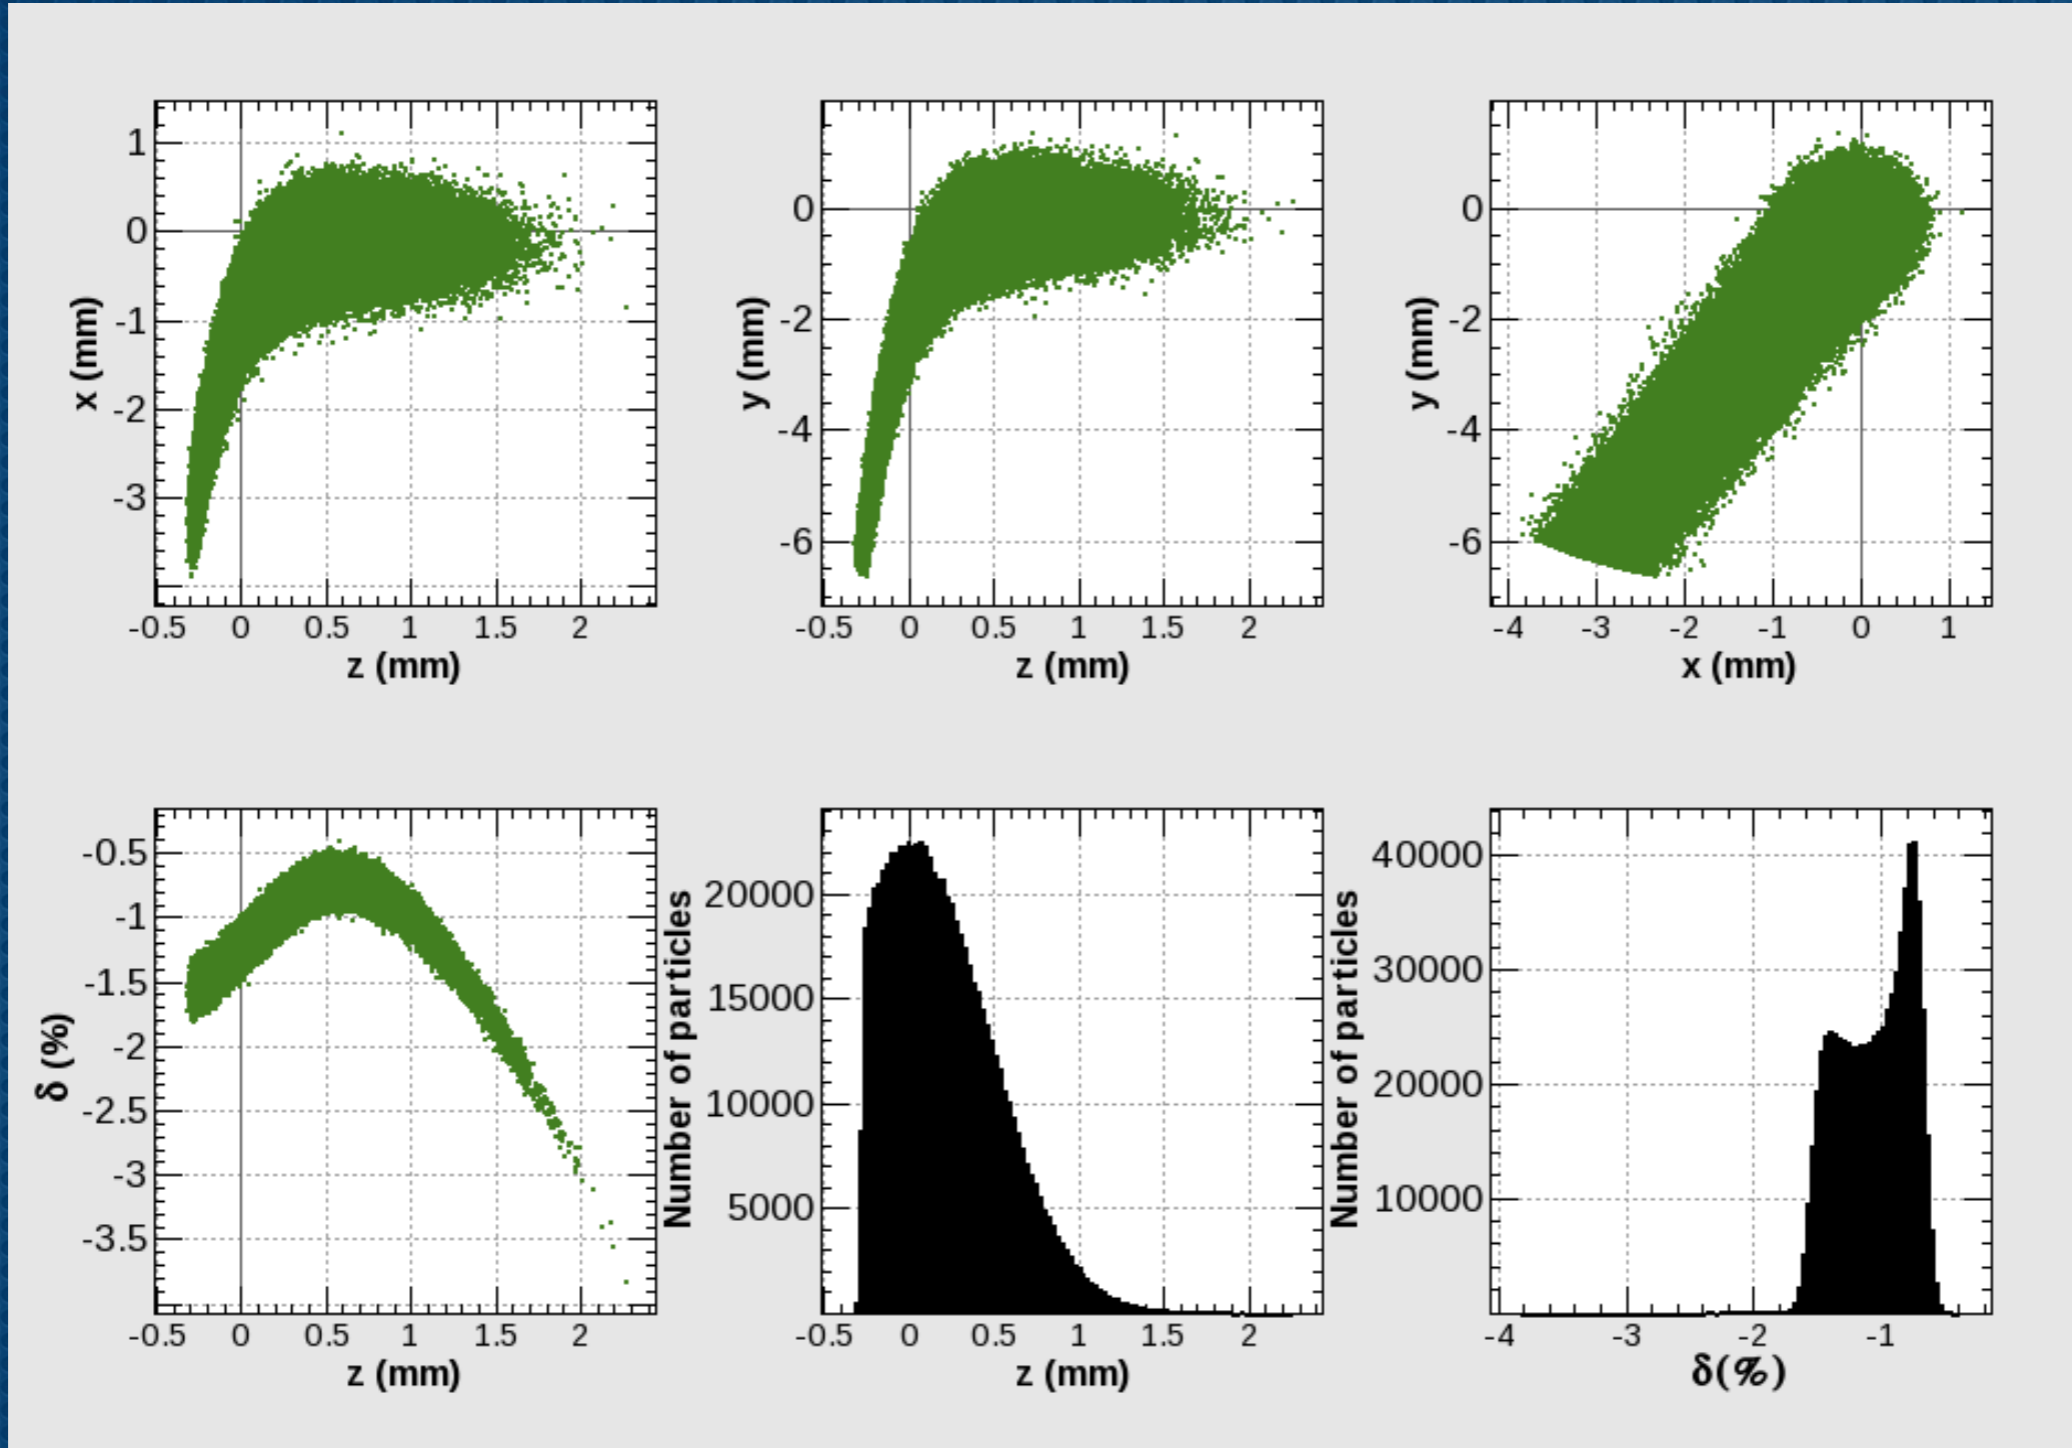 1
0
-1
-2
-3
x (mm)
-0.5 0 0.5 1 1.5 2
z (mm)
0
-2
-4
-6
y (mm)
-0.5 0 0.5 1 1.5 2
z (mm)
0
-2
-4
-6
y (mm)
-4 -3 -2 -1 0 1
x (mm)
-0.5
-1
-1.5
-2
-2.5
-3
-3.5
δ (%)
-0.5 0 0.5 1 1.5 2
z (mm)
20000
15000
10000
5000
Number of particles
-0.5 0 0.5 1 1.5 2
z (mm)
40000
30000
20000
10000
Number of particles
-4 -3 -2 -1
δ(%)